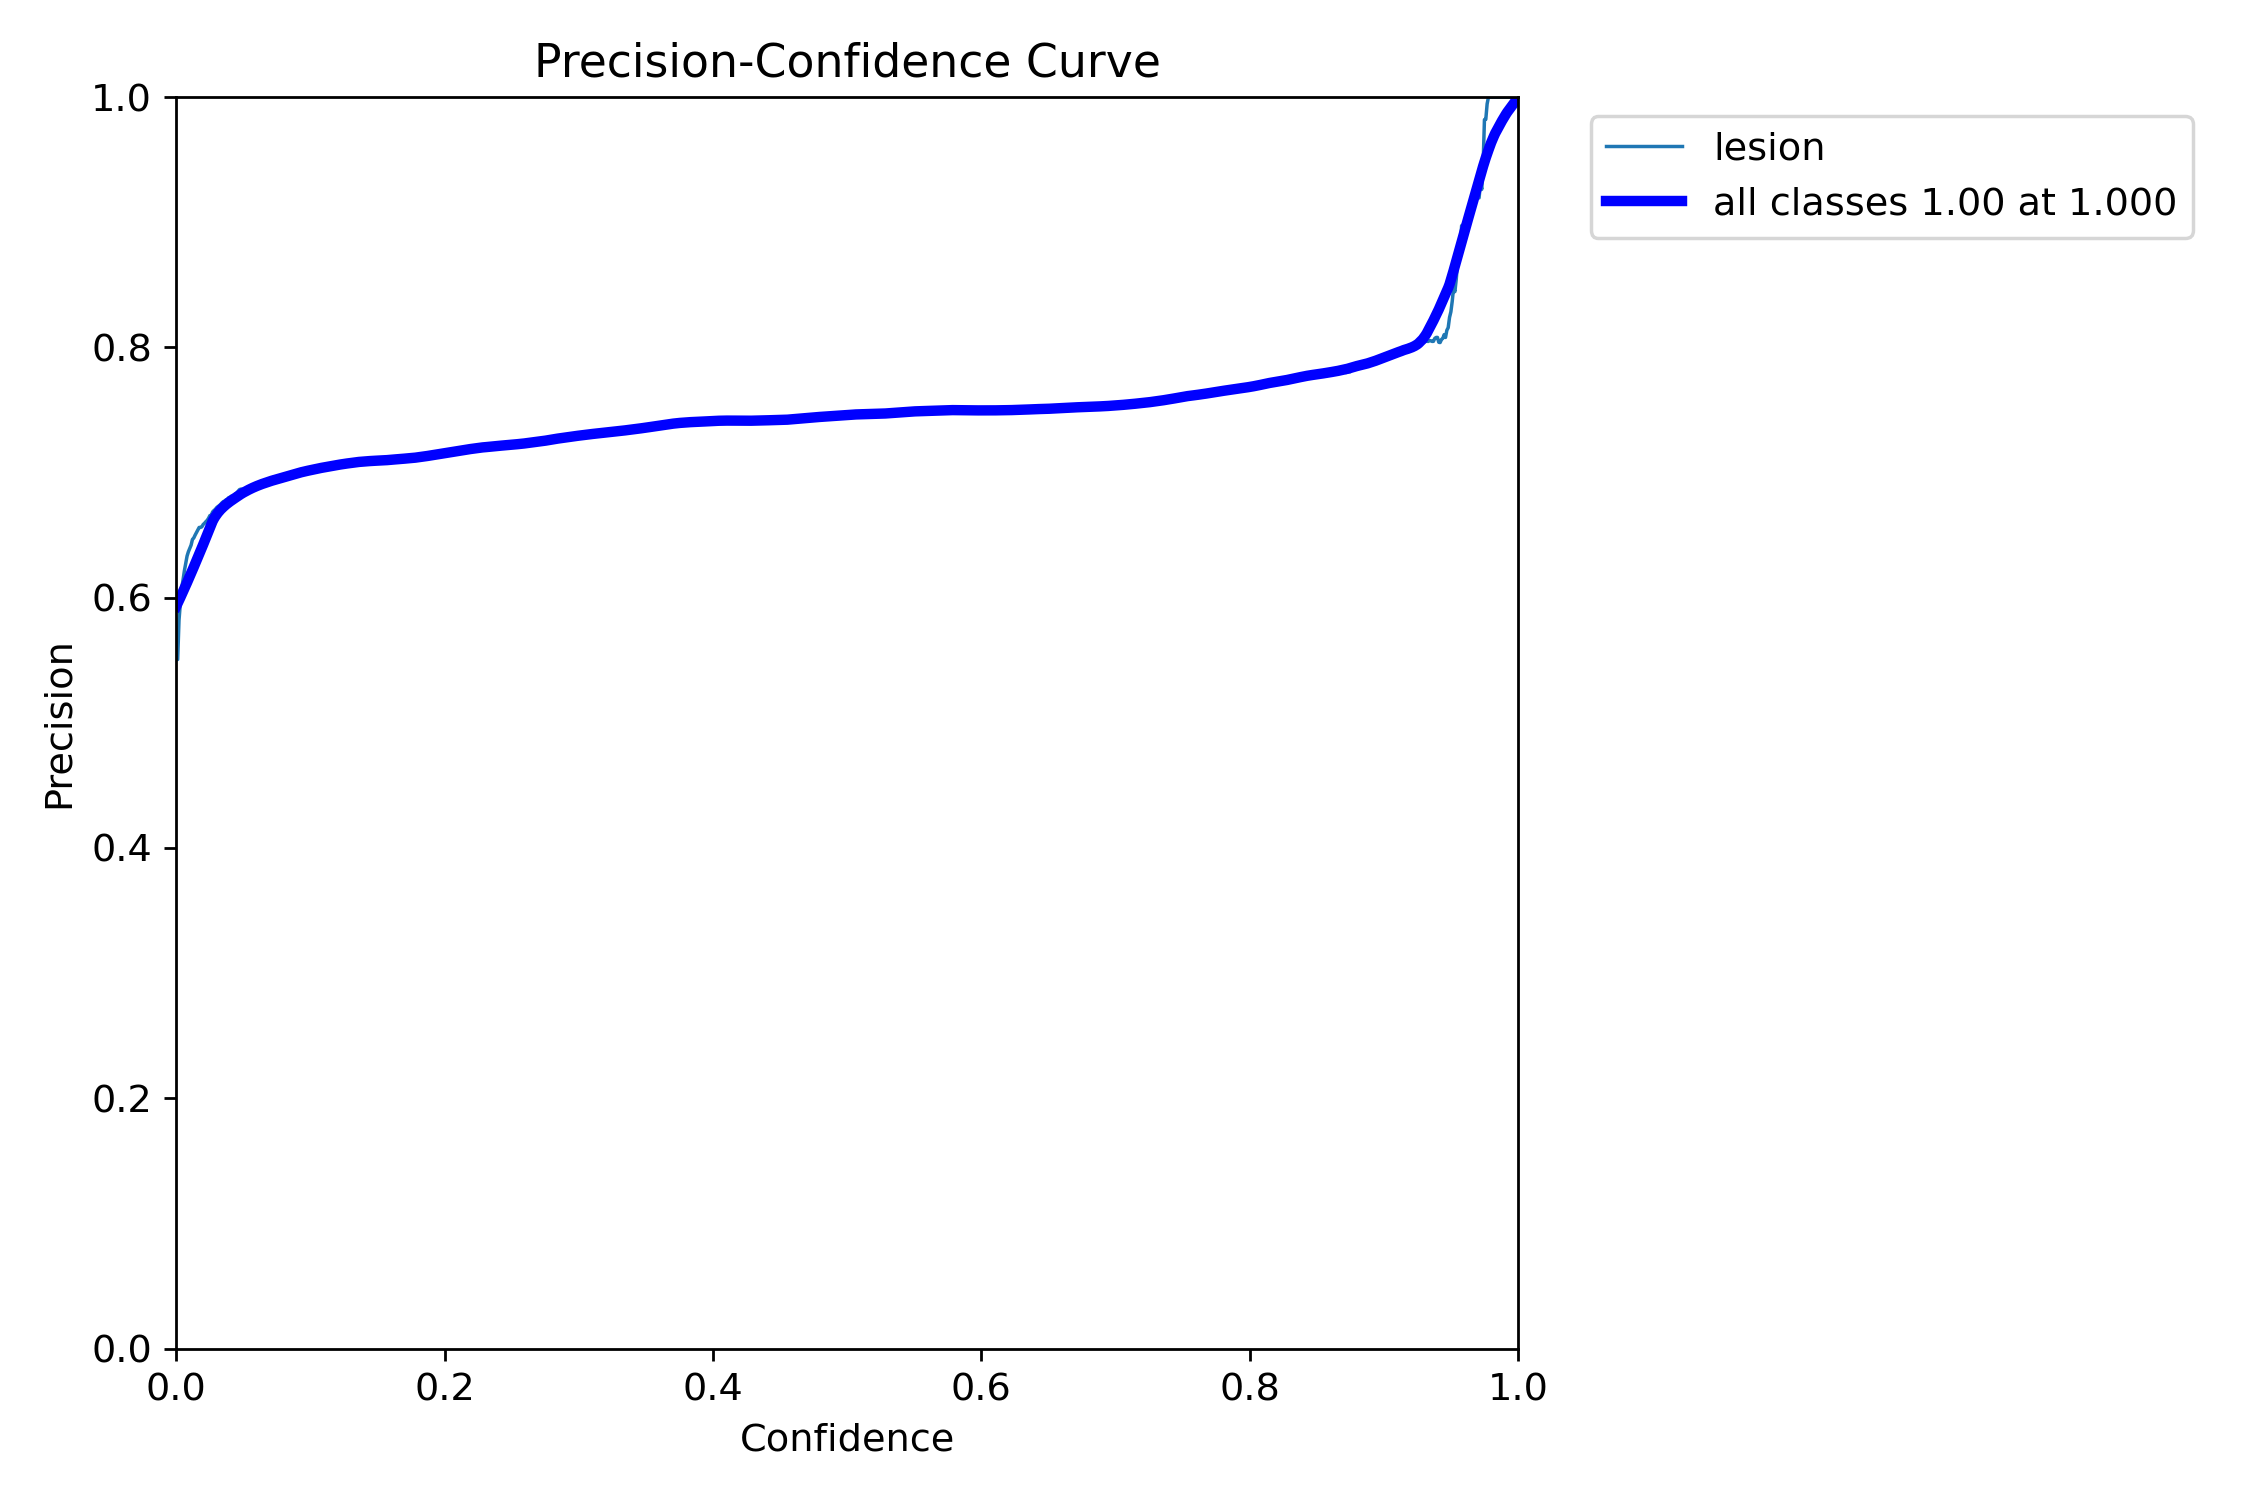 Precision-Confidence Curve
1.0
0.8
0.6
0.4
0.2
0.0
Precision
0.0 0.2 0.4 0.6 0.8 1.0
Confidence
lesion
all classes 1.00 at 1.000